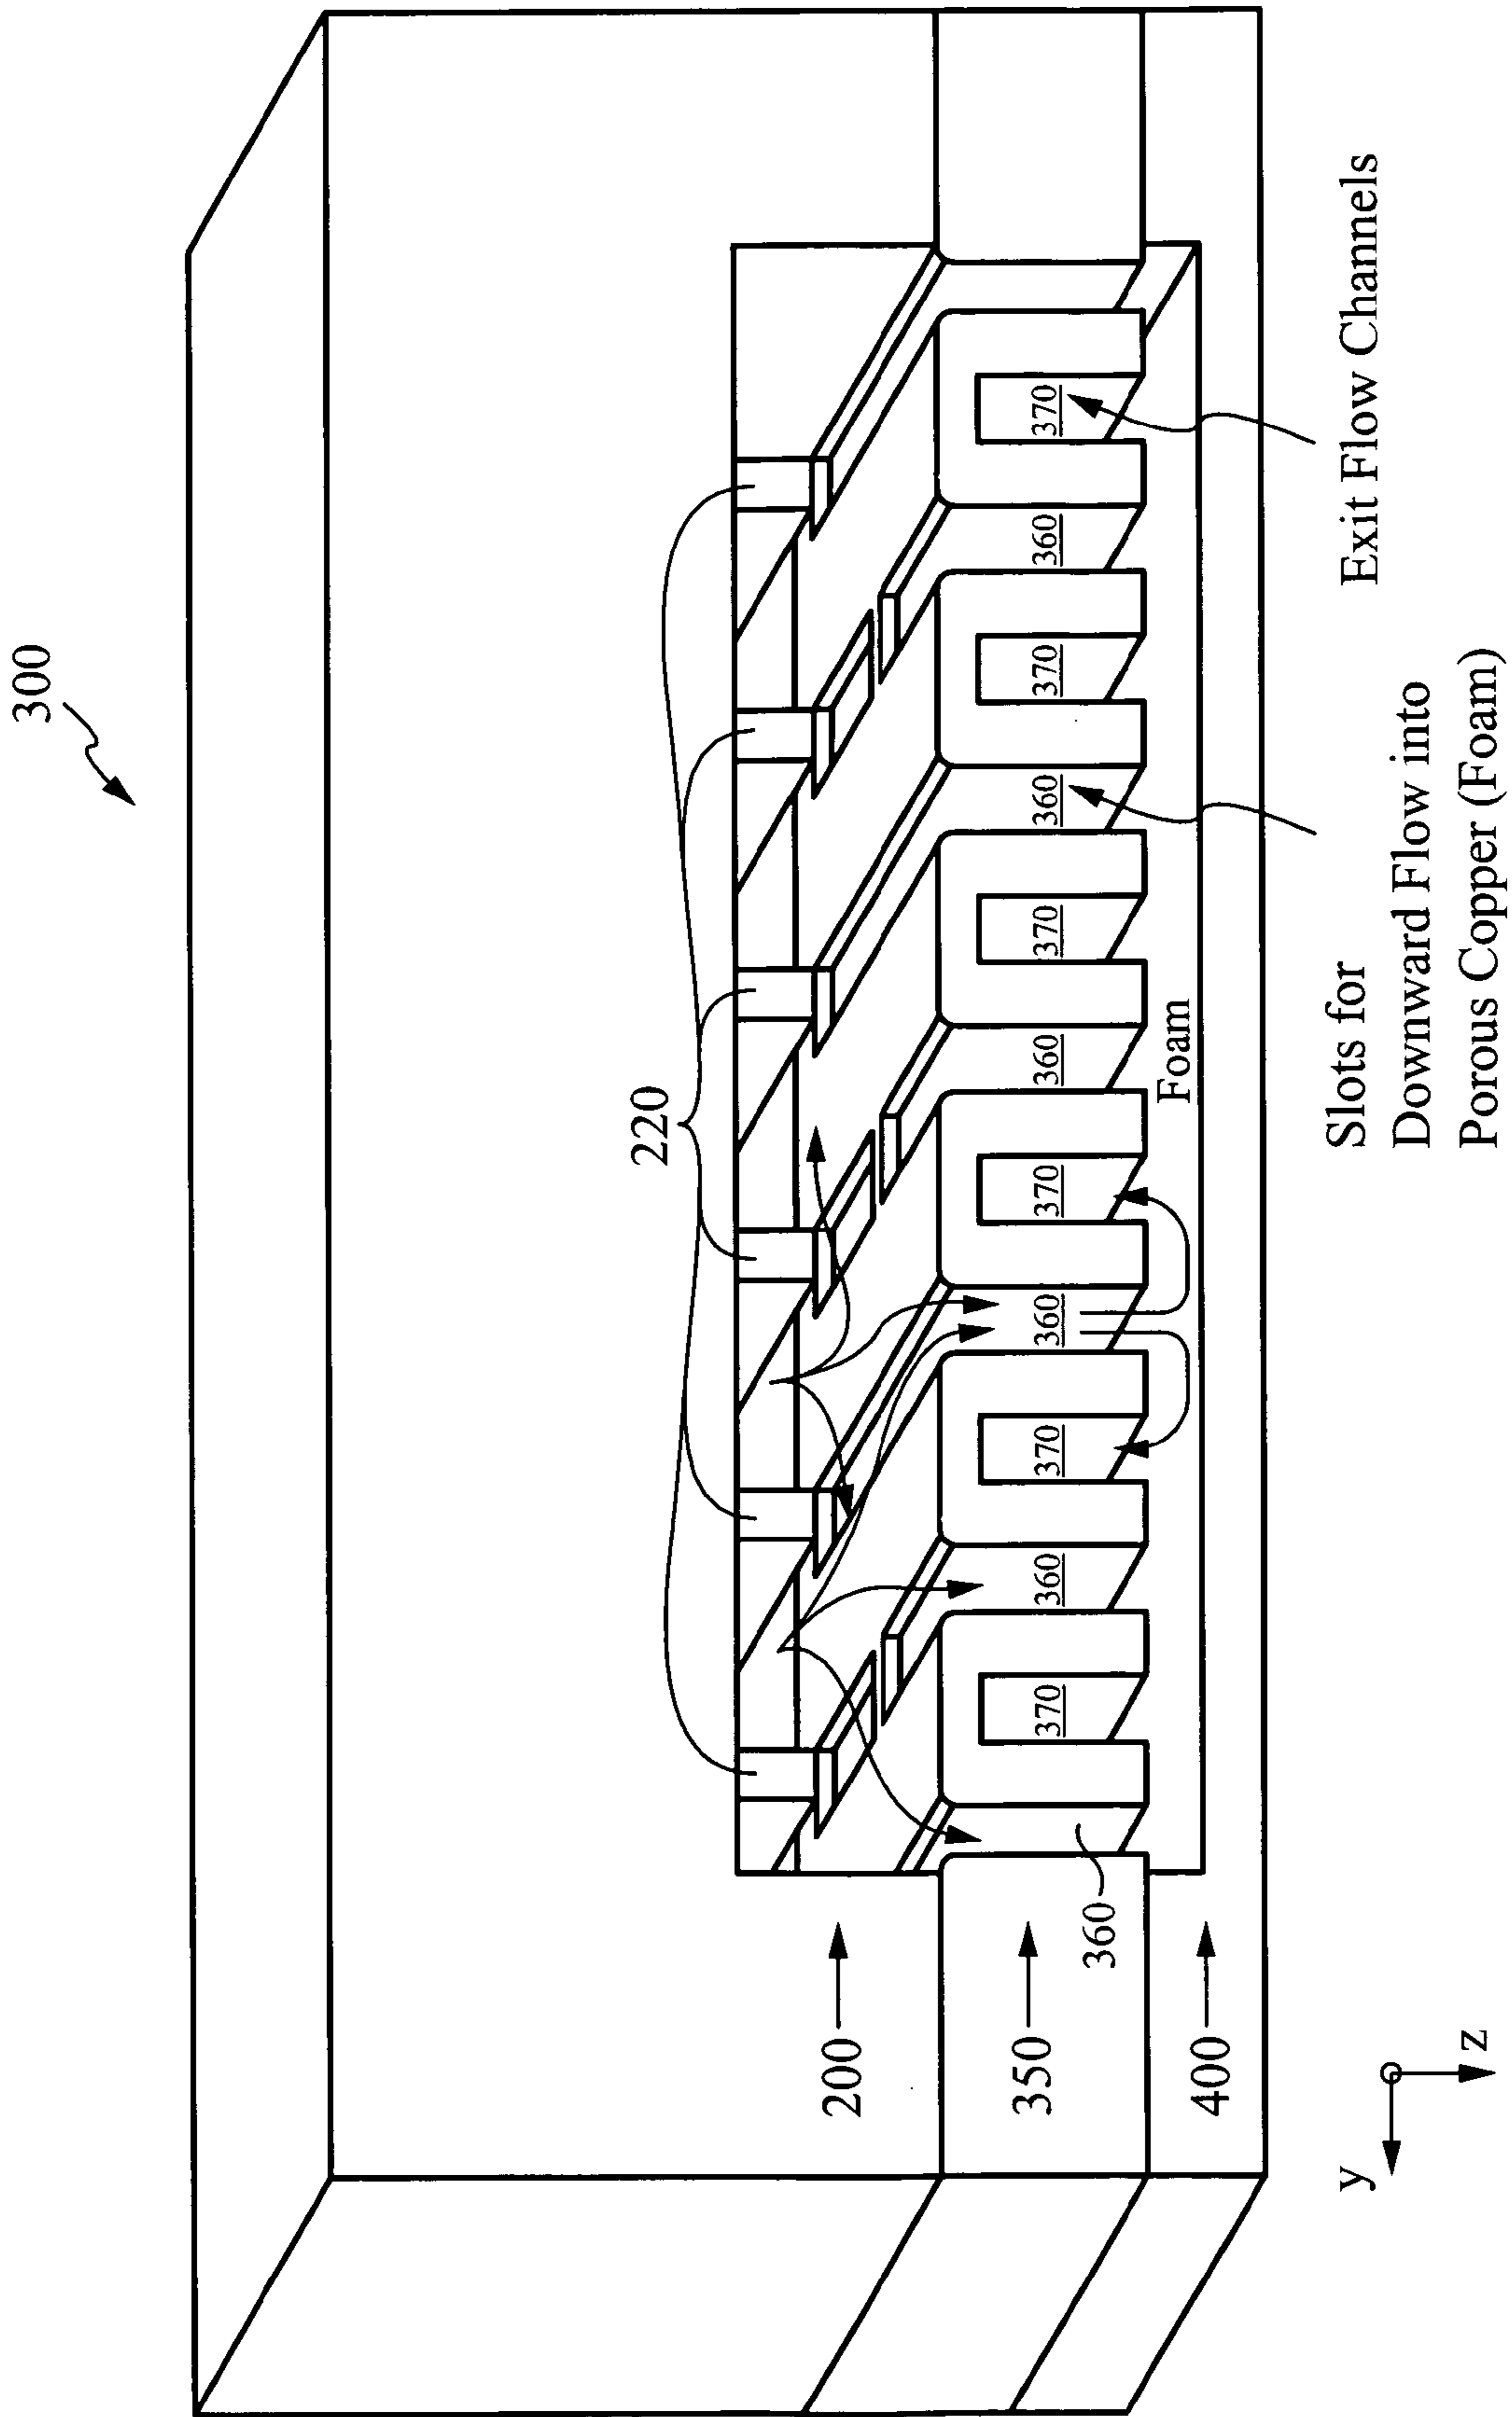 300
220
200
350
370 360 370 360 370 360 370 360 370 360 370
360
Foam
400
y
z
Slots for
Downward Flow into
Porous Copper (Foam)
Exit Flow Channels